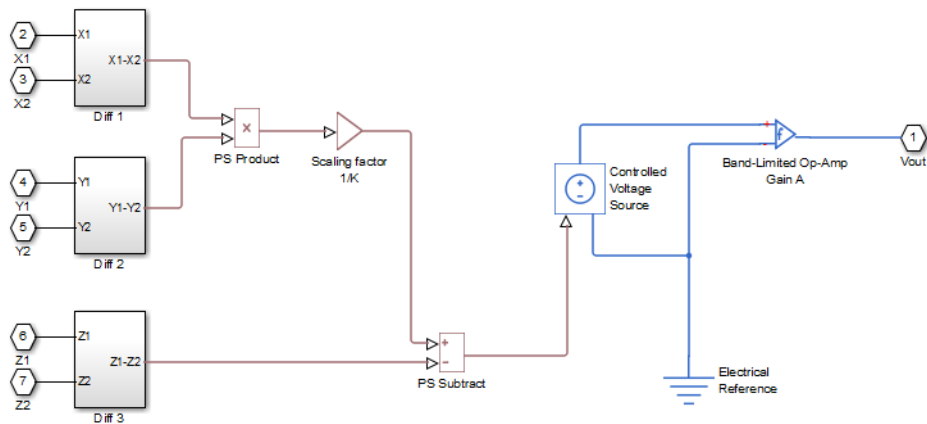 2
X1
X1
X1-X2
3
X2
X2
Diff 1
×
PS Product
Scaling factor
1/K
4
Y1
Y1
Y1-Y2
5
Y2
Y2
Diff 2
+
-
Controlled
Voltage
Source
+
-
f
Band-Limited Op-Amp
Gain A
1
Vout
6
Z1
Z1
Z1-Z2
7
Z2
Z2
Diff 3
+
-
PS Subtract
Electrical
Reference